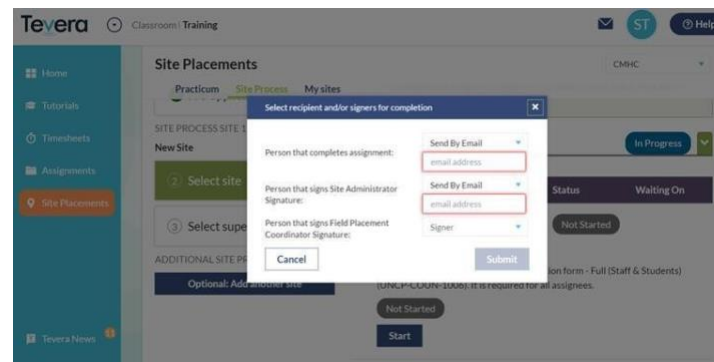 Tevera
Classroom: Training
ST
Help
Home
Tutorials
Timesheets
Assignments
Site Placements
Tevera News
Site Placements
CMHC
Practicum Site Process My sites
SITE PROCESS SITE 1
New Site
In Progress
2 Select site
3 Select supe
ADDITIONAL SITE PR
Optional: Add another site
Select recipient and/or signers for completion
Person that completes assignment:
Send By Email
email address
Person that signs Site Administrator
Signature:
Send By Email
email address
Person that signs Field Placement
Coordinator Signature:
Signer
Cancel
Submit
Status Waiting On
Not Started
ion form - Full (Staff & Students)
(UNCP-COUN-1006). It is required for all assignees.
Not Started
Start